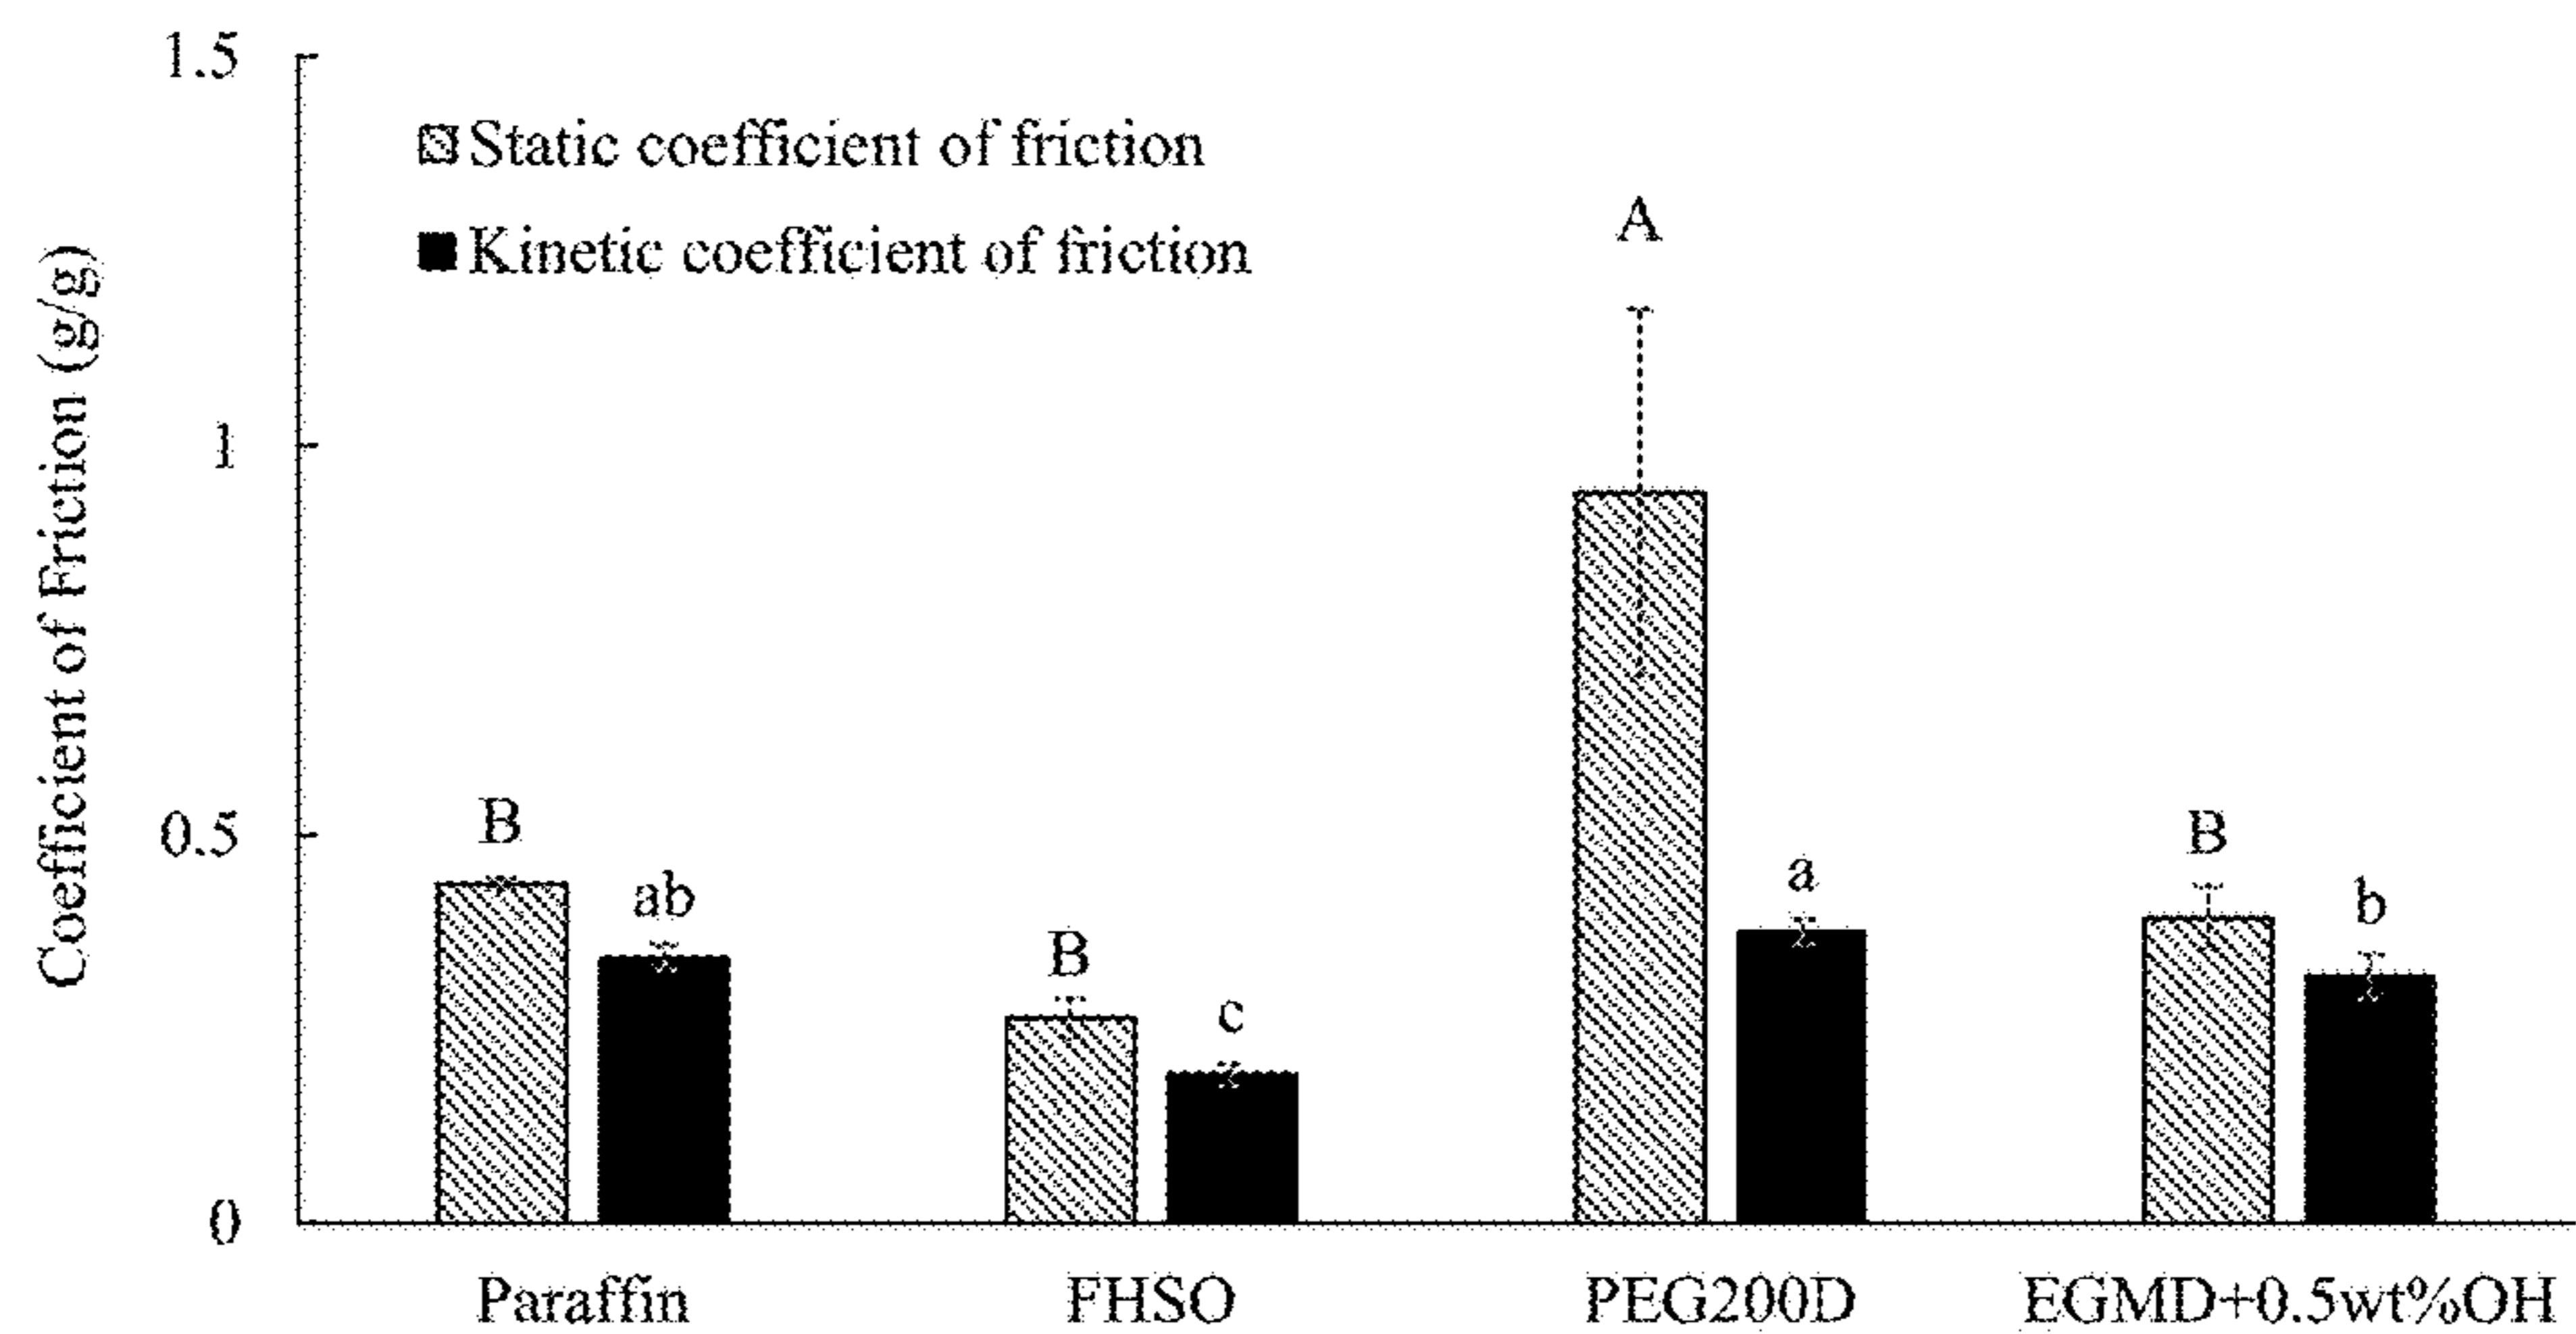 Coefficient of Friction (g/g)
1.5
1
0.5
0
Static coefficient of friction
Kinetic coefficient of friction
B
ab
B
c
A
a
B
b
Paraffin
FHSO
PEG200D
EGMD+0.5wt%OH